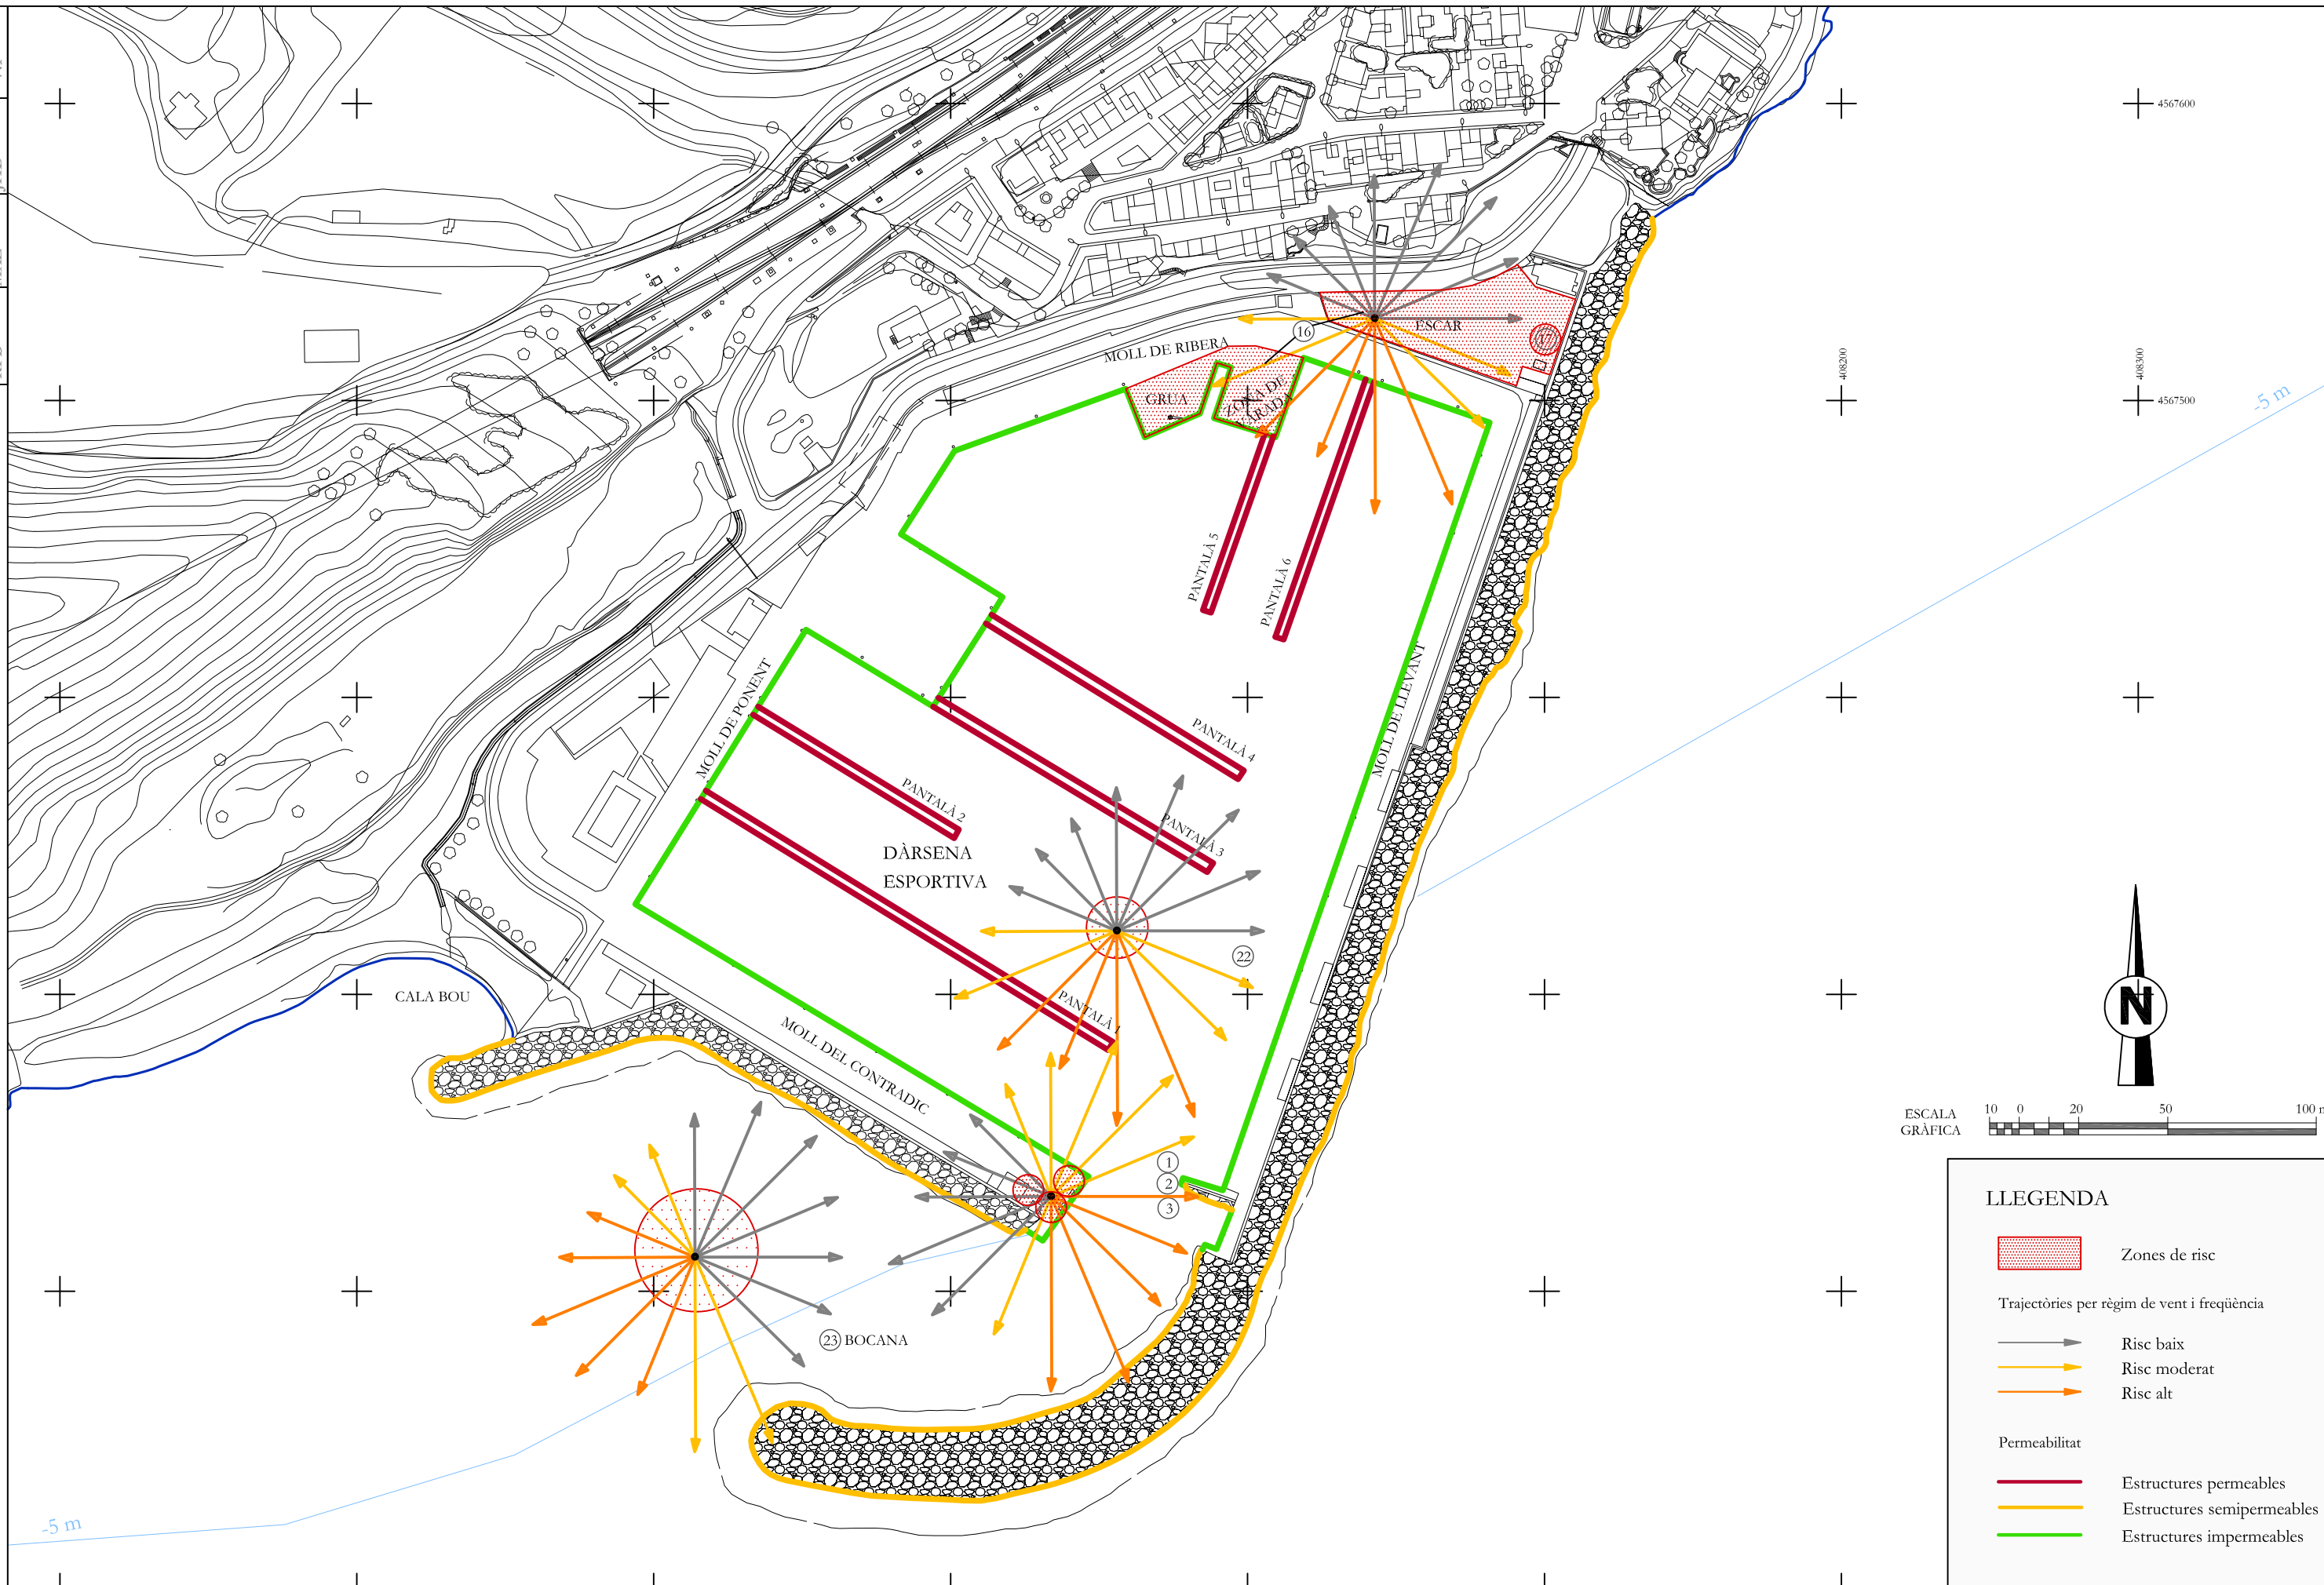 4567600
MOLL DE RIBERA
16
ESCAR
17
408200
408300
4567500
-5 m
GRUA
ZONA DE
VARADA
PANTALÀ 5
PANTALÀ 6
MOLL DE PONENT
MOLL DE LLEVANT
PANTALÀ 4
PANTALÀ 2
PANTALÀ 3
DÀRSENA
ESPORTIVA
22
CALA BOU
PANTALÀ 1
MOLL DEL CONTRADIC
N
ESCALA
GRÀFICA
10 0 20 50 100 m
1
2
3
23 BOCANA
-5 m
LLEGENDA
Zones de risc
Trajectòries per règim de vent i freqüència
Risc baix
Risc moderat
Risc alt
Permeabilitat
Estructures permeables
Estructures semipermeables
Estructures impermeables